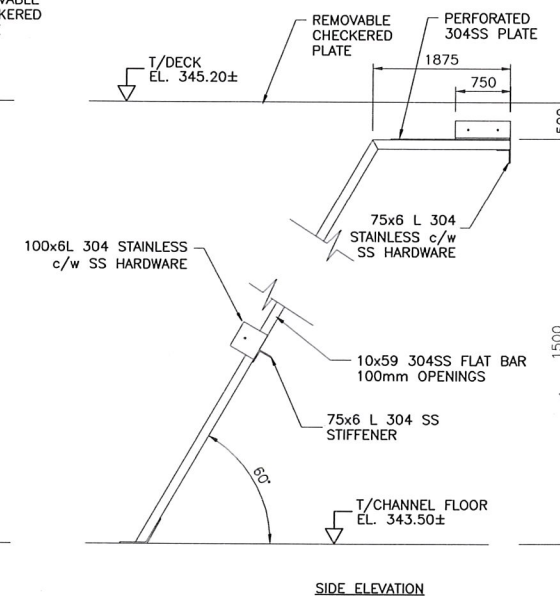 KERED
REMOVABLE
CHECKERED
PLATE
PERFORATED
304SS PLATE
T/DECK
EL. 345.20±
1875
750
75x6 L 304
STAINLESS c/w
SS HARDWARE
100x6L 304 STAINLESS
c/w SS HARDWARE
1500
10x59 304SS FLAT BAR
100mm OPENINGS
75x6 L 304 SS
STIFFENER
60°
T/CHANNEL FLOOR
EL. 343.50±
SIDE ELEVATION